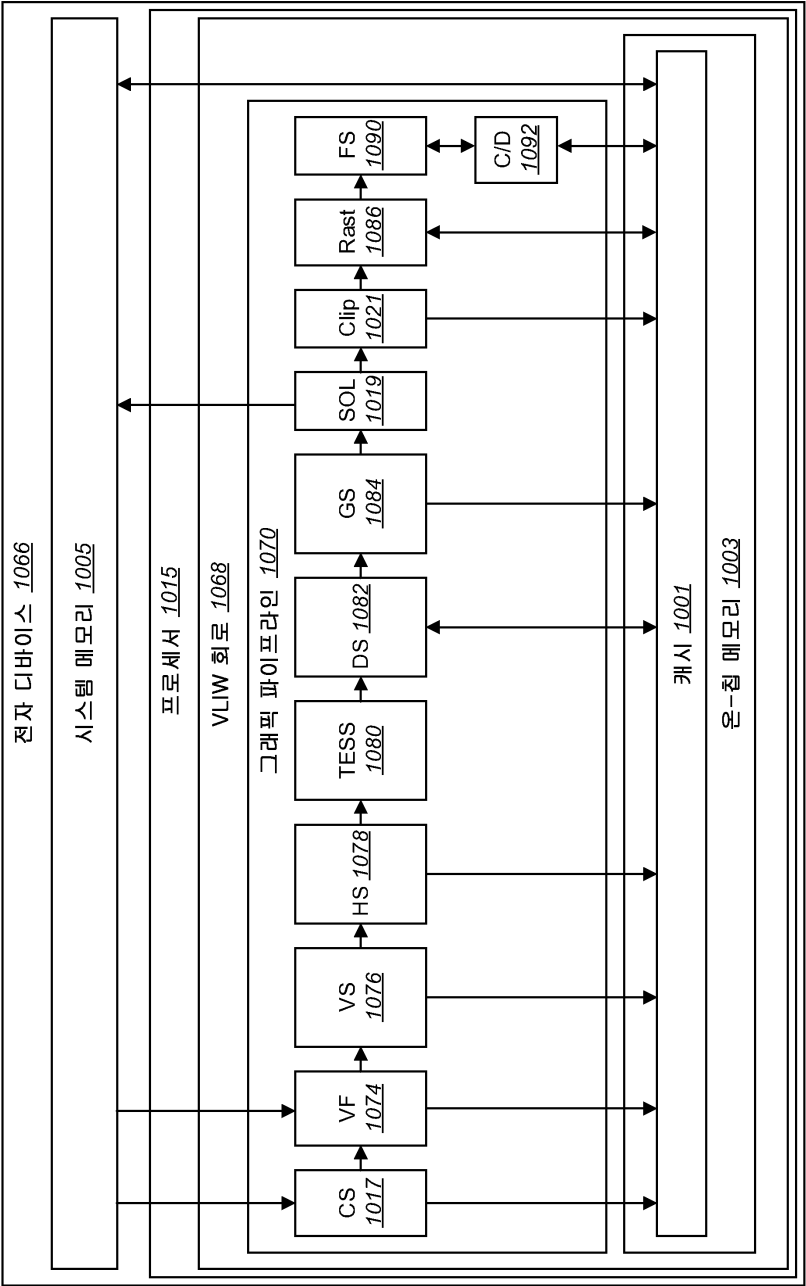 전자 디바이스 1066
시스템 메모리 1005
프로세서 1015
VLIW 회로 1068
그래픽 파이프라인 1070
CS
1017
VF
1074
VS
1076
HS 1078
TESS
1080
DS 1082
GS
1084
SOL
1019
Clip
1021
Rast
1086
FS
1090
C/D
1092
캐시 1001
온-칩 메모리 1003